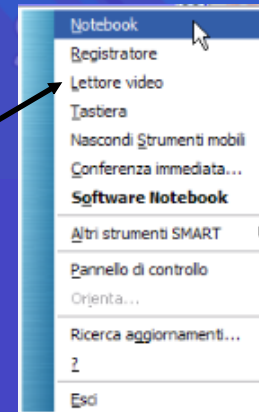 Notebook
Registratore
Lettore video
Tastiera
Nascondi Strumenti mobili
Conferenza immediata...
Software Notebook
Altri strumenti SMART
Pannello di controllo
Orienta...
Ricerca aggiornamenti...
?
Esci